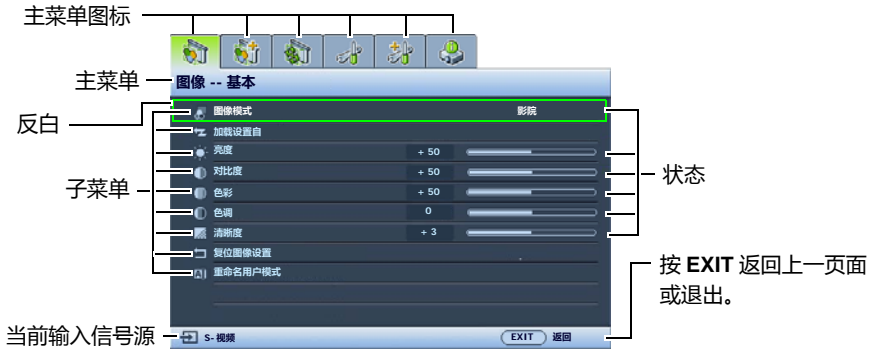 主菜单图标
主菜单
图像 -- 基本
反白
图像模式 影院
加载设置自
亮度 + 50
对比度 + 50
子菜单
状态
色彩 + 50
色调 0
清晰度 + 3
复位图像设置
重命名用户模式
按 EXIT 返回上一页面
或退出。
当前输入信号源
S- 视频
EXIT 返回